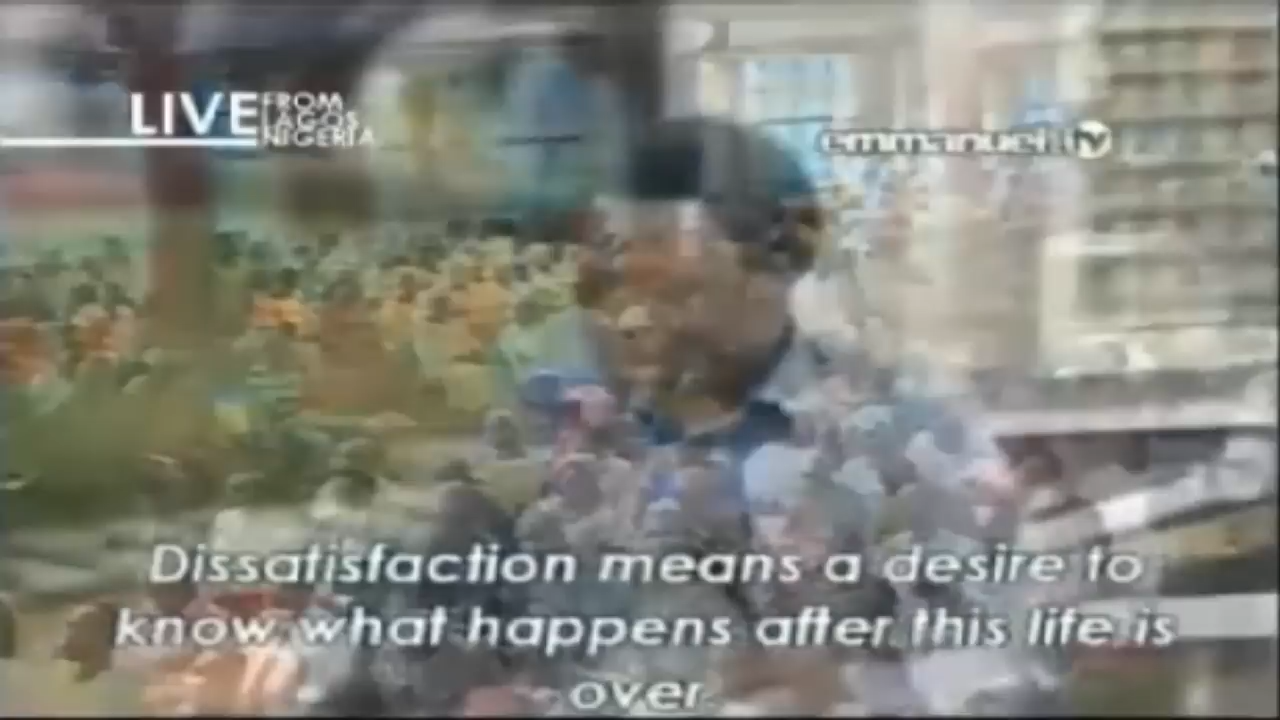 LIVE FROM
LAGOS
NIGERIA
emmanuel.tv
Dissatisfaction means a desire to
know what happens after this life is
over.